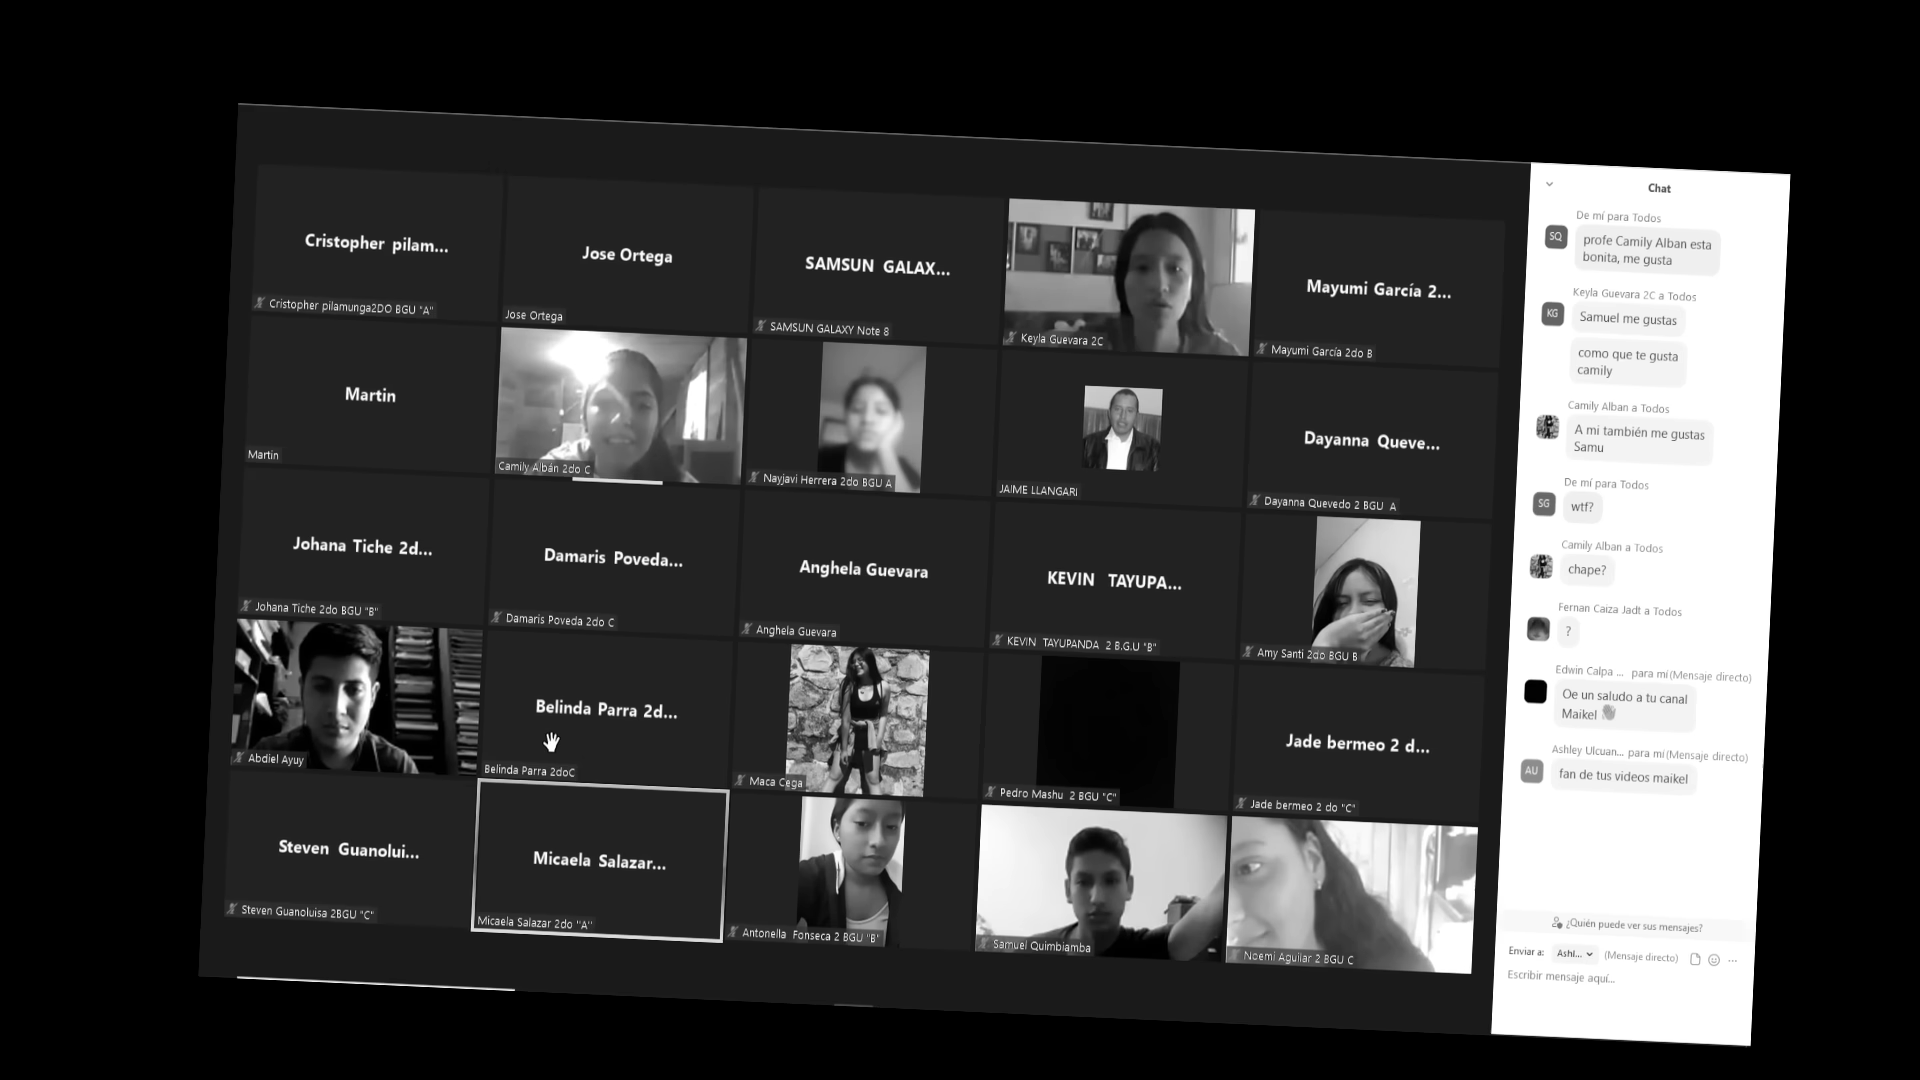 Cristopher pilam...
Cristopher pilamunga2DO BGU "A"
Jose Ortega
Jose Ortega
SAMSUN GALAX...
SAMSUN GALAXY Note 8
Keyla Guevara 2C
Mayumi García 2...
Mayumi García 2do B
Martin
Martin
Camily Albán 2do C
Nayjavi Herrera 2do BGU A
JAIME LLANGARI
Dayanna Queve...
Dayanna Quevedo 2 BGU A
Johana Tiche 2d...
Johana Tiche 2do BGU "B"
Damaris Poveda...
Damaris Poveda 2do C
Anghela Guevara
Anghela Guevara
KEVIN TAYUPA...
KEVIN TAYUPANDA 2 B.G.U "B"
Amy Santi 2do BGU B
Abdiel Ayuy
Belinda Parra 2d...
Belinda Parra 2doC
Maca Cega
Pedro Mashu 2 BGU "C"
Jade bermeo 2 d...
Jade bermeo 2 do "C"
Steven Guanolui...
Steven Guanoluisa 2BGU "C"
Micaela Salazar...
Micaela Salazar 2do "A"
Antonella Fonseca 2 BGU "B"
Samuel Quimbiamba
Noemi Aguilar 2 BGU C
Chat
De mí para Todos
SQ
profe Camily Alban esta
bonita, me gusta
Keyla Guevara 2C a Todos
KG
Samuel me gustas
como que te gusta
camily
Camily Alban a Todos
A mi también me gustas
Samu
De mí para Todos
SG
wtf?
Camily Alban a Todos
chape?
Fernan Caiza Jadt a Todos
?
Edwin Calpa ... para mí(Mensaje directo)
Oe un saludo a tu canal
Maikel 👋
Ashley Ulcuan... para mí(Mensaje directo)
AU
fan de tus videos maikel
¿Quién puede ver sus mensajes?
Enviar a: Ashl... (Mensaje directo) ...
Escribir mensaje aquí...